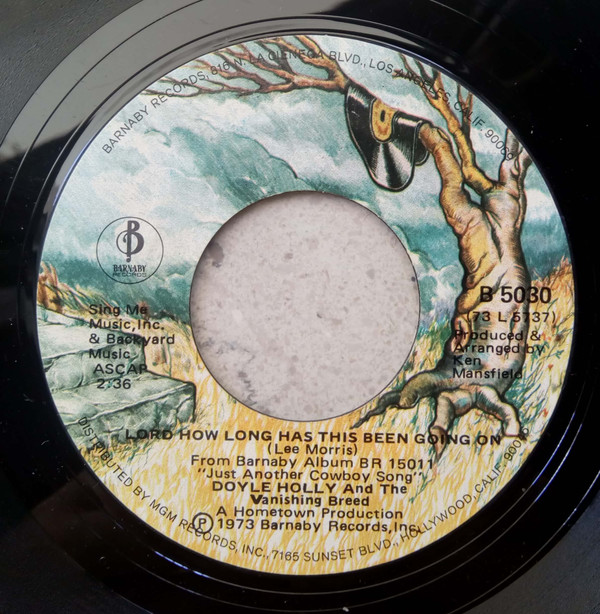 BARNABY RECORDS, 816 N. LA CIENEGA BLVD., LOS ANGELES, CALIF. 90069
B
BARNABY
RECORDS
Sing Me
Music, Inc.
& Backyard
Music
ASCAP
2:36
B 5030
(73 L 5737)
Produced &
Arranged by
Ken
Mansfield
LORD HOW LONG HAS THIS BEEN GOING ON
(Lee Morris)
From Barnaby Album BR 15011
"Just Another Cowboy Song"
DOYLE HOLLY And The
Vanishing Breed
A Hometown Production
Ⓟ 1973 Barnaby Records, Inc.
DISTRIBUTED BY MGM RECORDS, INC., 7165 SUNSET BLVD., HOLLYWOOD, CALIF.